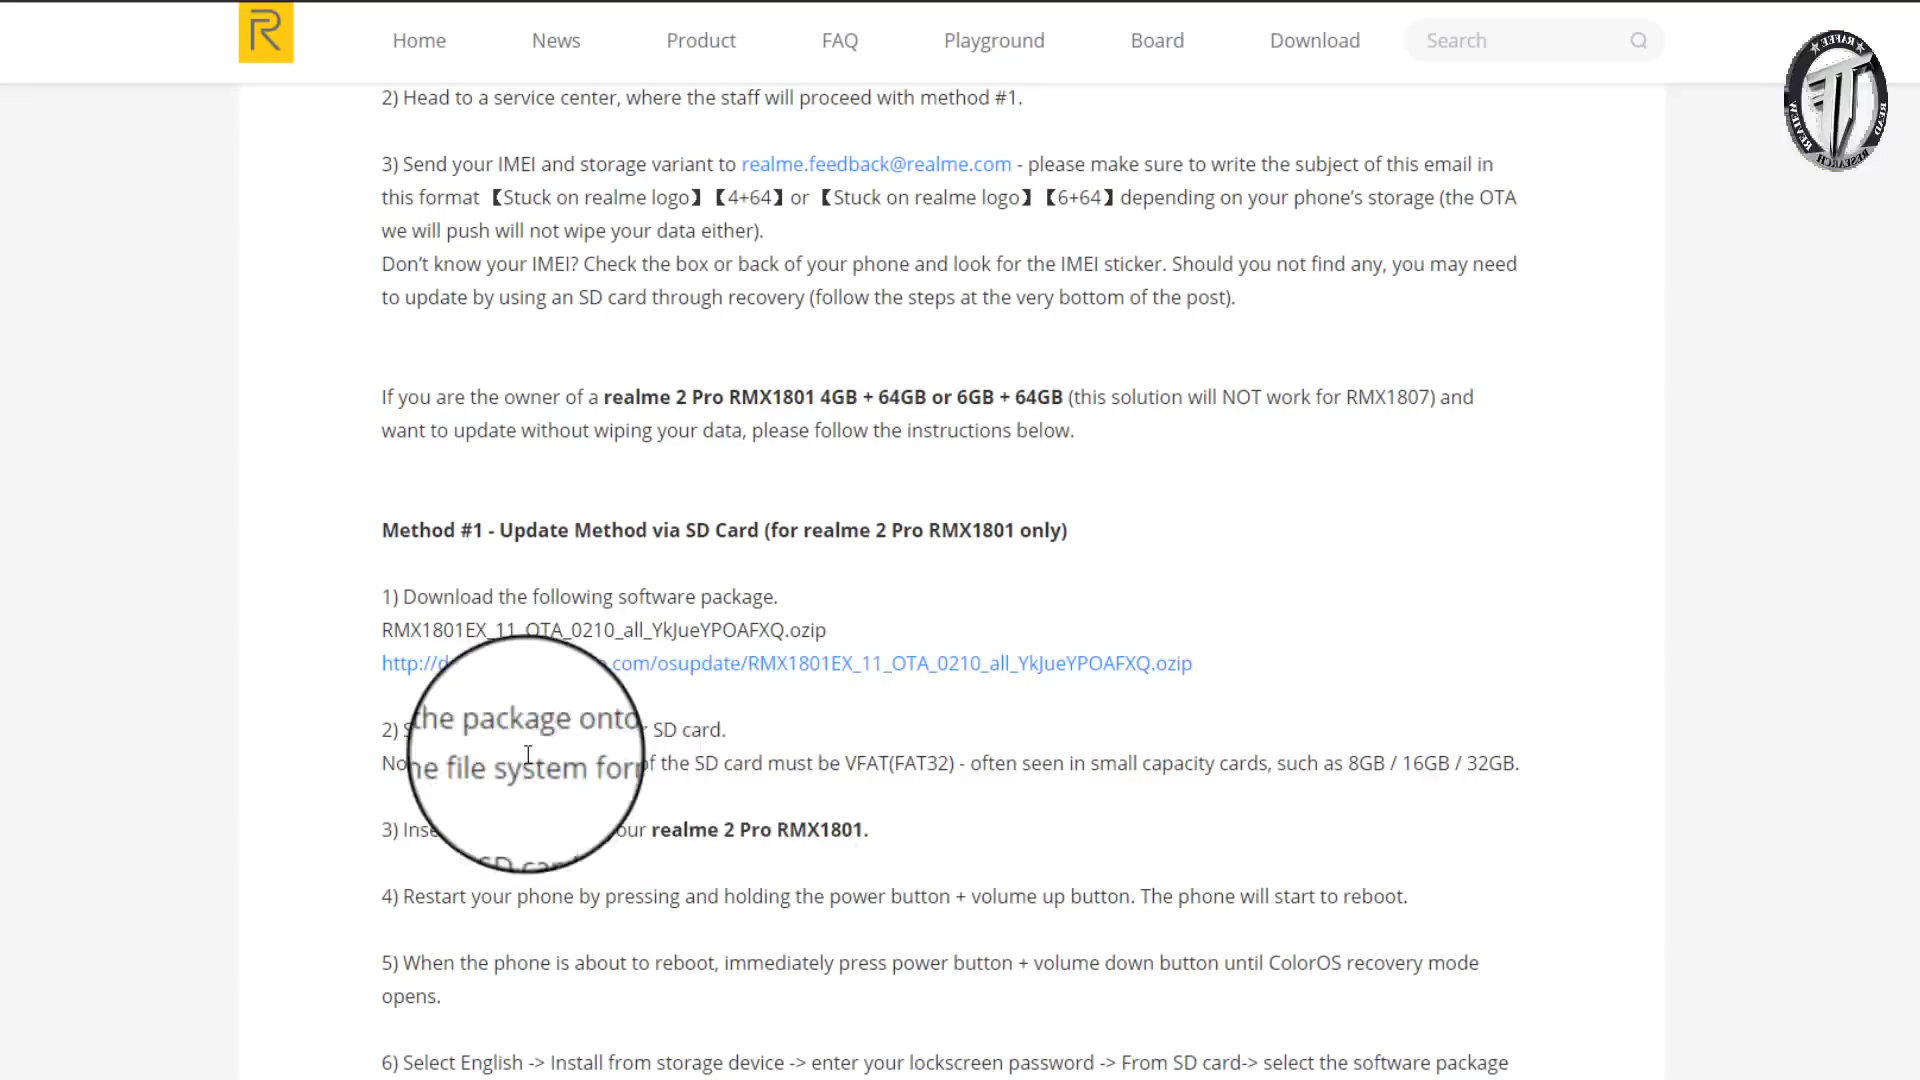 R
Home News Product FAQ Playground Board Download Search
2) Head to a service center, where the staff will proceed with method #1.
3) Send your IMEI and storage variant to realme.feedback@realme.com - please make sure to write the subject of this email in
this format 【Stuck on realme logo】【4+64】 or 【Stuck on realme logo】【6+64】 depending on your phone’s storage (the OTA
we will push will not wipe your data either).
Don’t know your IMEI? Check the box or back of your phone and look for the IMEI sticker. Should you not find any, you may need
to update by using an SD card through recovery (follow the steps at the very bottom of the post).
If you are the owner of a realme 2 Pro RMX1801 4GB + 64GB or 6GB + 64GB (this solution will NOT work for RMX1807) and
want to update without wiping your data, please follow the instructions below.
Method #1 - Update Method via SD Card (for realme 2 Pro RMX1801 only)
1) Download the following software package.
RMX1801EX_11_OTA_0210_all_YkJueYPOAFXQ.ozip
http://d com/osupdate/RMX1801EX_11_OTA_0210_all_YkJueYPOAFXQ.ozip
2) the package onto SD card.
file system of the SD card must be VFAT(FAT32) - often seen in small capacity cards, such as 8GB / 16GB / 32GB.
3) realme 2 Pro RMX1801.
4) Restart your phone by pressing and holding the power button + volume up button. The phone will start to reboot.
5) When the phone is about to reboot, immediately press power button + volume down button until ColorOS recovery mode
opens.
6) Select English -> Install from storage device -> enter your lockscreen password -> From SD card-> select the software package